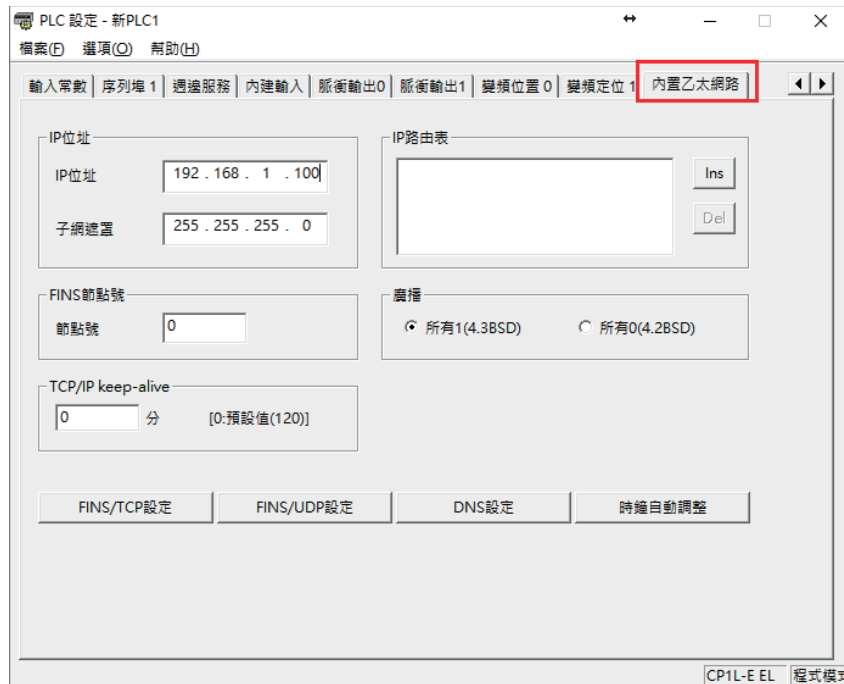 PLC 設定 - 新PLC1
檔案(F) 選項(O) 幫助(H)
輸入常數 序列埠 1 週邊服務 內建輸入 脈衝輸出0 脈衝輸出1 變頻位置 0 變頻定位 1 內置乙太網路
IP位址
IP位址 192 . 168 . 1 . 100
子網遮罩 255 . 255 . 255 . 0
IP路由表
Ins
Del
FINS節點號
節點號 0
廣播
所有1(4.3BSD) 所有0(4.2BSD)
TCP/IP keep-alive
0 分 [0:預設值(120)]
FINS/TCP設定 FINS/UDP設定 DNS設定 時鐘自動調整
CP1L-E EL 程式模式